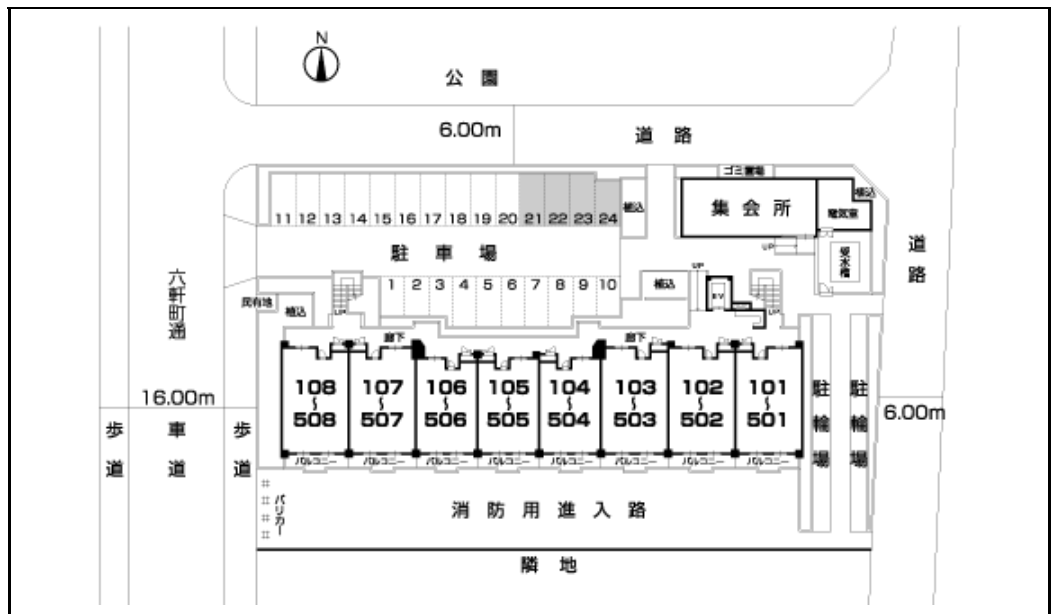 N
公園
6.00m
道路
ゴミ置場
植込
集会所
電気室
植込
11 12 13 14 15 16 17 18 19 20 21 22 23 24
駐車場
UP
受水槽
道路
六軒町通
民有地
植込
UP
1 2 3 4 5 6 7 8 9 10
植込
UP
EV
UP
廊下
廊下
108~508
107~507
106~506
105~505
104~504
103~503
102~502
101~501
駐輪場
駐輪場
16.00m
6.00m
歩道
車道
歩道
バルコニー バルコニー バルコニー バルコニー バルコニー バルコニー バルコニー バルコニー
バリカー
消防用進入路
隣地